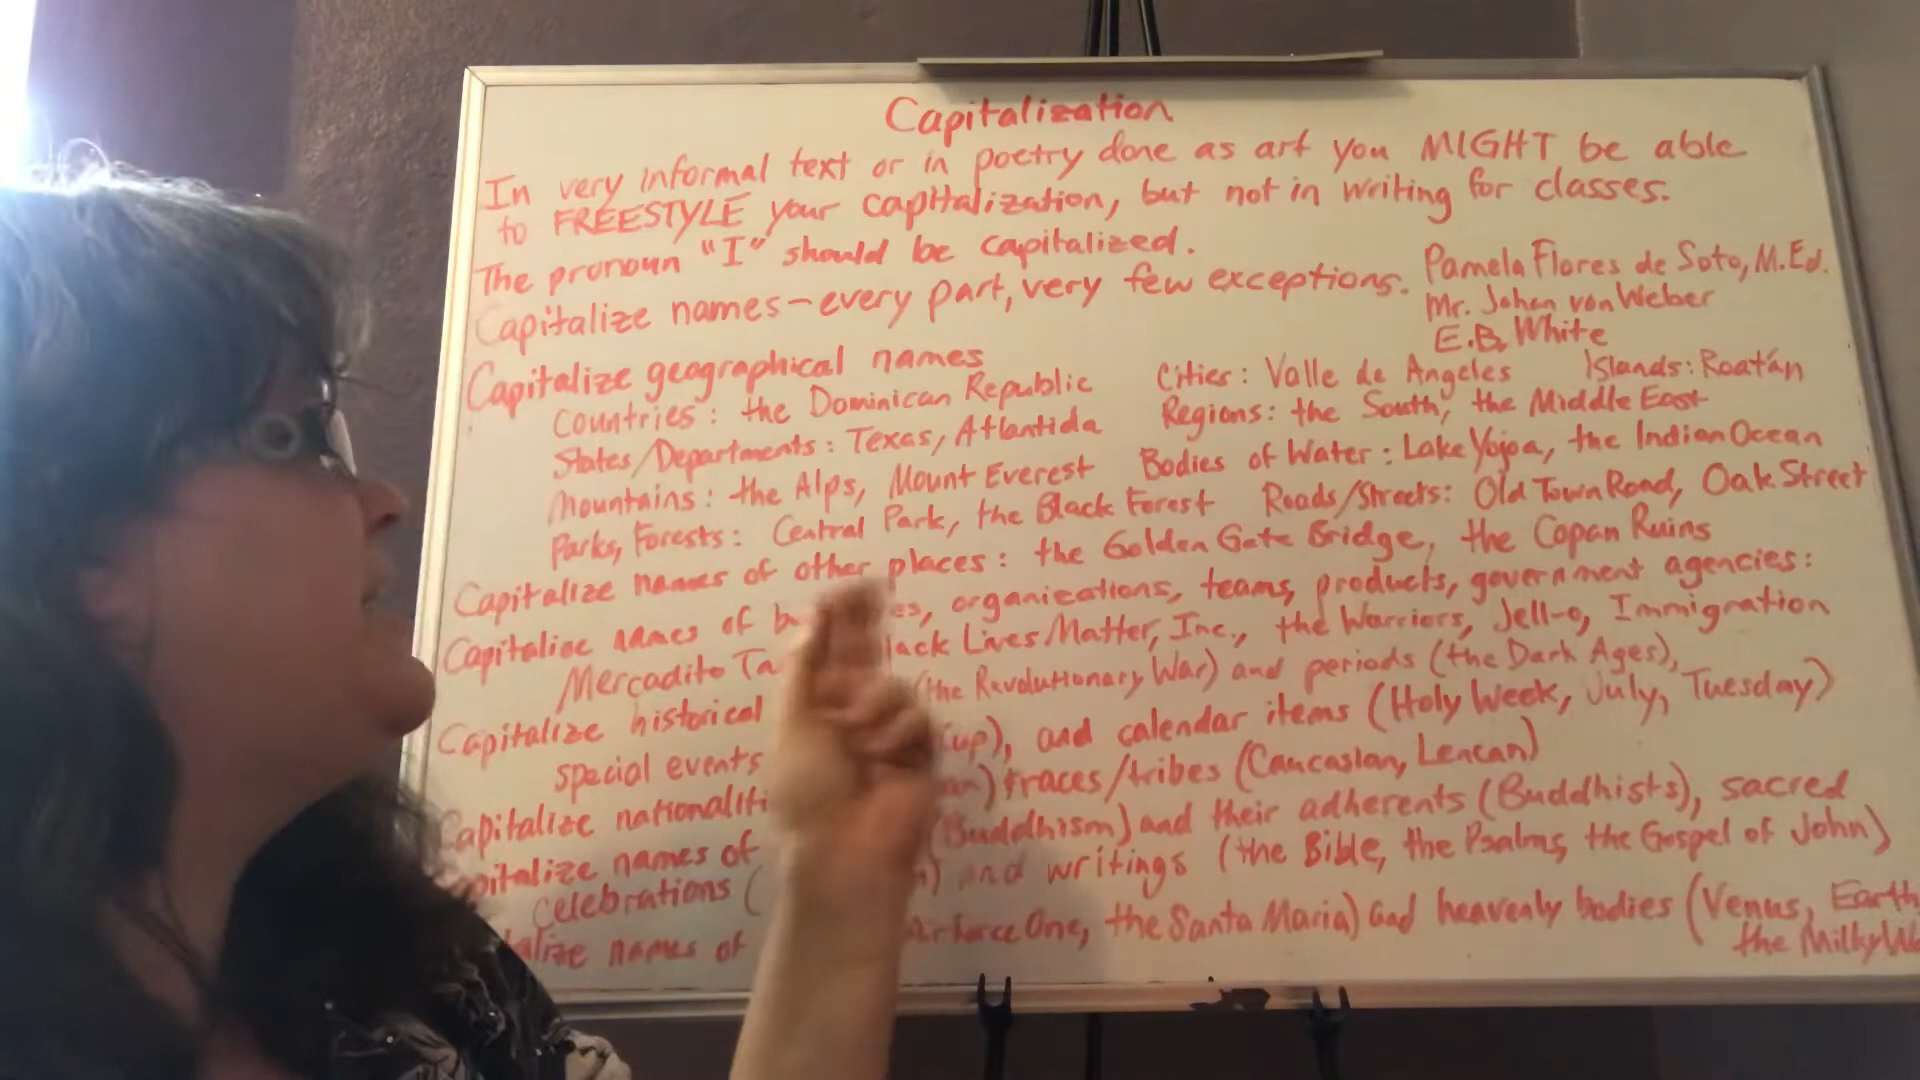 Capitalization
In very informal text or in poetry done as art you MIGHT be able
to FREESTYLE your capitalization, but not in writing for classes.
The pronoun "I" should be capitalized.
Capitalize names - every part, very few exceptions. Pamela Flores de Soto, M.Ed.
Mr. Johan von Weber
E.B. White
Capitalize geographical names
Countries: the Dominican Republic Cities: Valle de Angeles Islands: Roatán
States/Departments: Texas, Atlantida Regions: the South, the Middle East
Mountains: the Alps, Mount Everest Bodies of Water: Lake Yojoa, the Indian Ocean
Parks, Forests: Central Park, the Black Forest Roads/Streets: Old Town Road, Oak Street
Capitalize names of other places: the Golden Gate Bridge, the Copan Ruins
Capitalize names of organizations, teams, products, government agencies:
Mercadito Lives Matter, Inc., the Warriors, Jell-o, Immigration
Capitalize historical (the Revolutionary War) and periods (the Dark Ages),
special events and calendar items (Holy Week, July, Tuesday)
Capitalize races/tribes (Caucasian, Lencan)
names of (Buddhism) and their adherents (Buddhists), sacred
celebrations and writings (the Bible, the Psalms, the Gospel of John)
names of One, the Santa Maria) and heavenly bodies (Venus, Earth,
the Milky